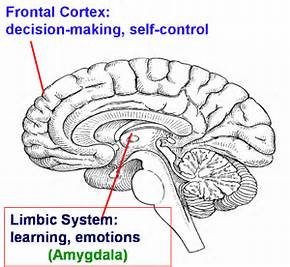 Frontal Cortex:
decision-making, self-control
Limbic System:
learning, emotions
(Amygdala)